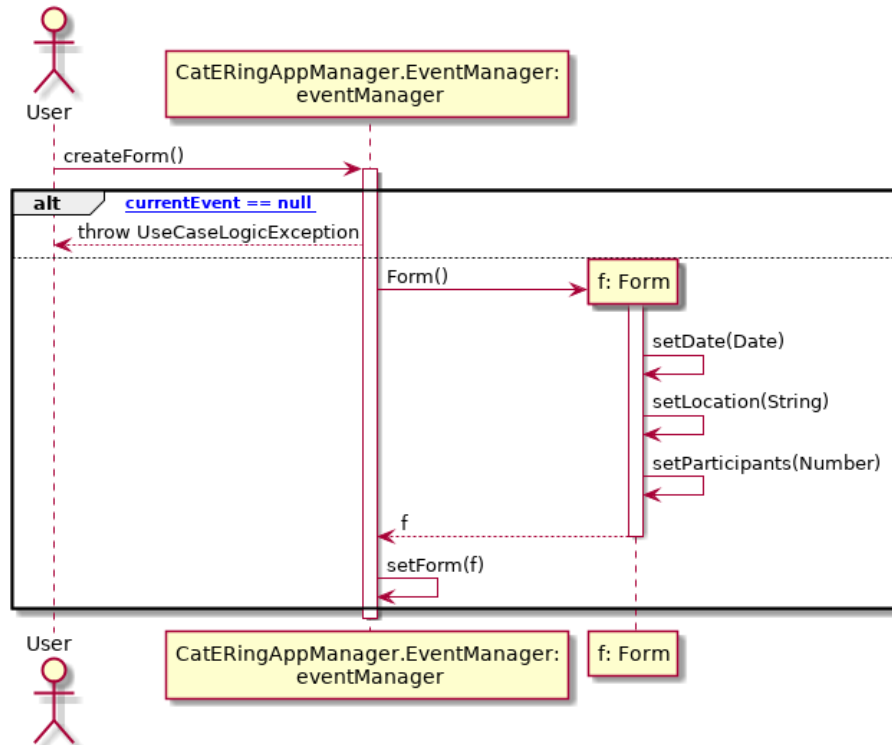 User
CatERingAppManager.EventManager:
eventManager
createForm()
alt
currentEvent == null
throw UseCaseLogicException
Form()
f: Form
setDate(Date)
setLocation(String)
setParticipants(Number)
f
setForm(f)
User
CatERingAppManager.EventManager:
eventManager
f: Form